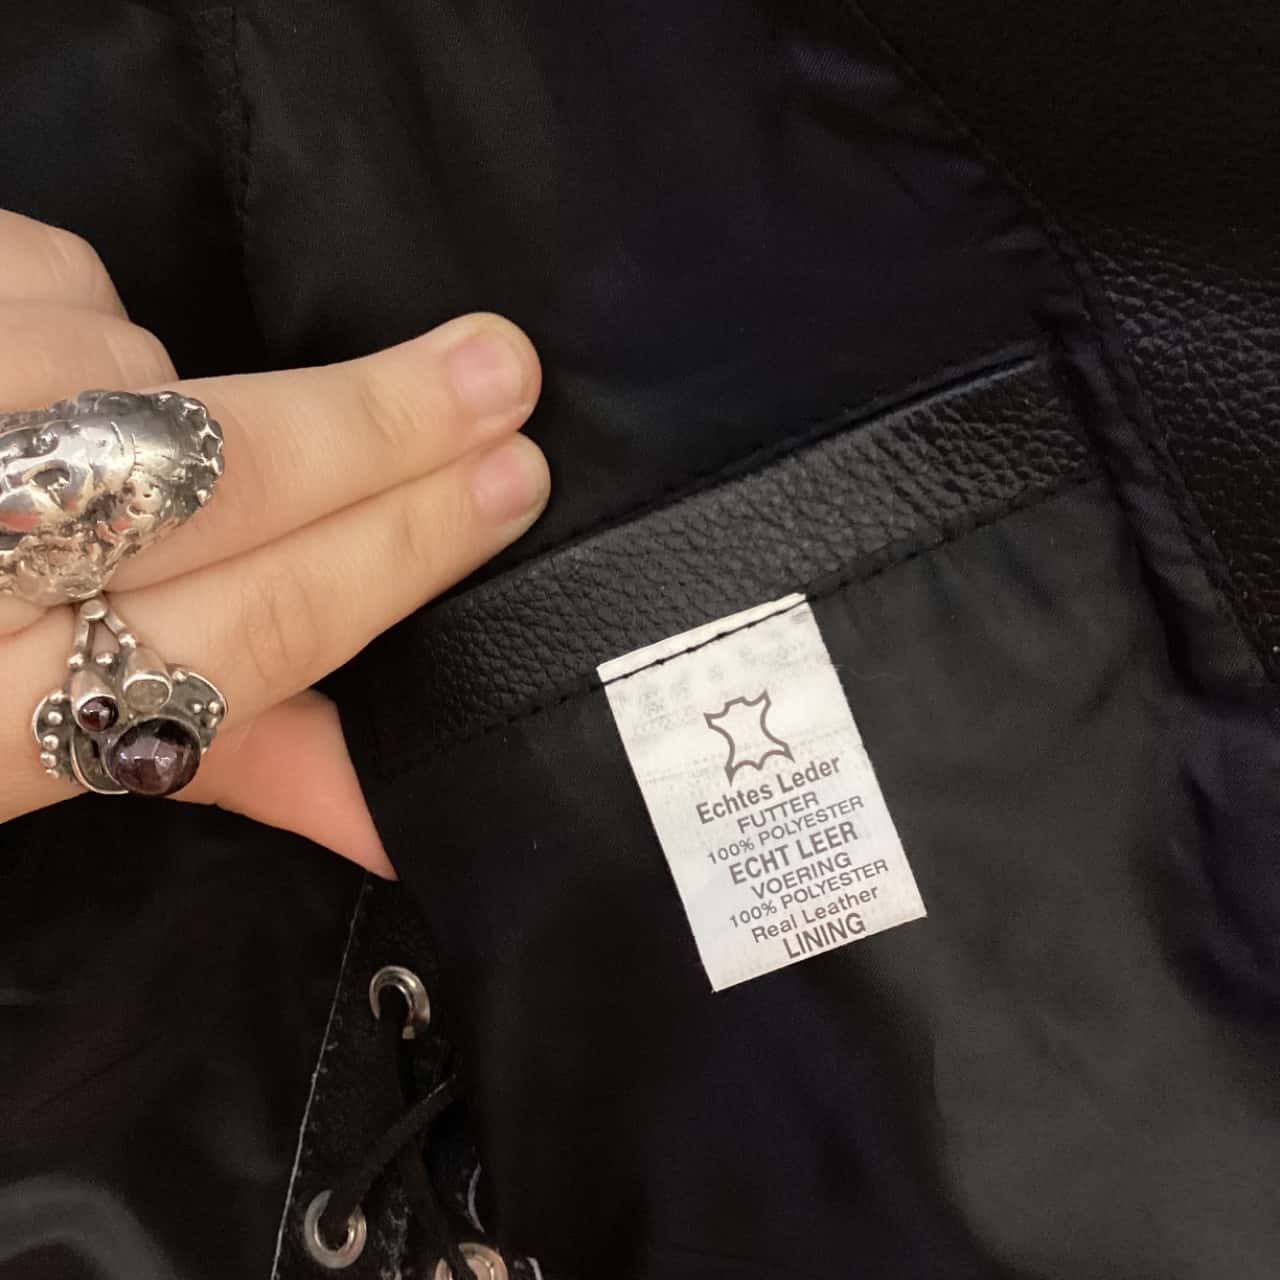 Echtes Leder
FUTTER
100% POLYESTER
ECHT LEER
VOERING
100% POLYESTER
Real Leather
LINING